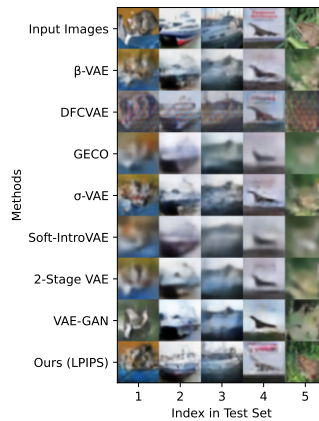 Methods
Input Images
β-VAE
DFCVAE
GECO
σ-VAE
Soft-IntroVAE
2-Stage VAE
VAE-GAN
Ours (LPIPS)
1 2 3 4 5
Index in Test Set